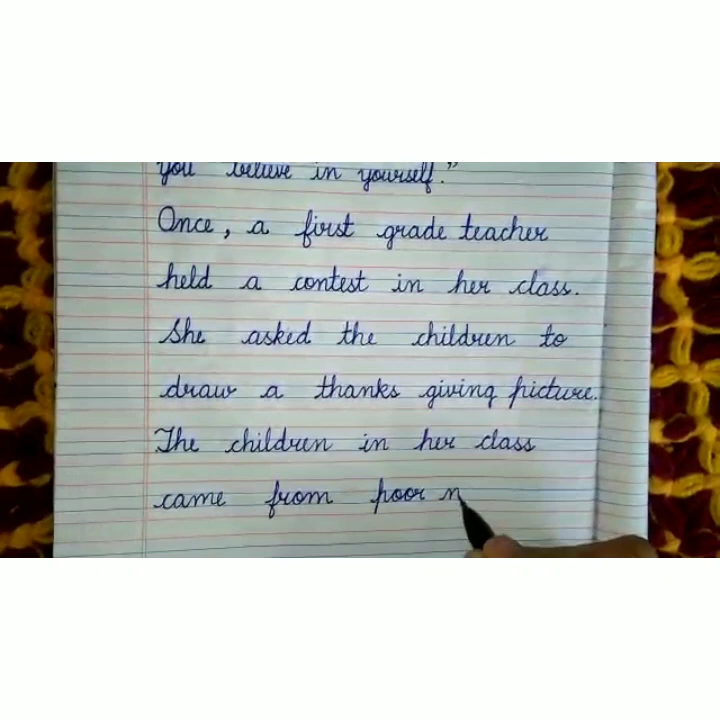 you believe in yourself."
Once, a first grade teacher
held a contest in her class.
She asked the children to
draw a thanks giving picture.
The children in her class
came from poor n